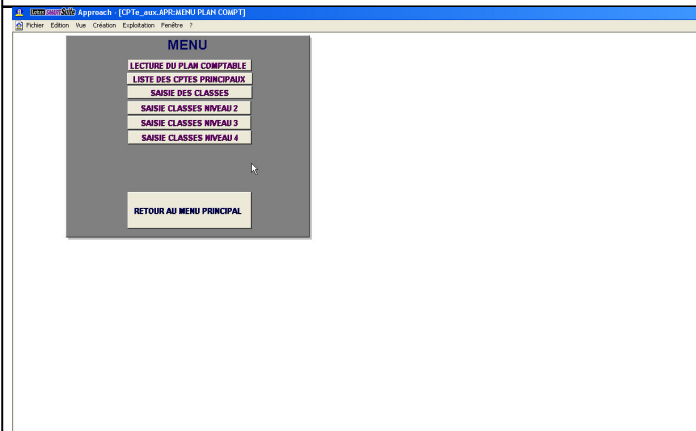 Lotus SMARTSuite Approach - [CPTe_aux.APR:MENU PLAN COMPT]
Fichier Edition Vue Création Exploitation Fenêtre ?
MENU
LECTURE DU PLAN COMPTABLE
LISTE DES CPTES PRINCIPAUX
SAISIE DES CLASSES
SAISIE CLASSES NIVEAU 2
SAISIE CLASSES NIVEAU 3
SAISIE CLASSES NIVEAU 4
RETOUR AU MENU PRINCIPAL